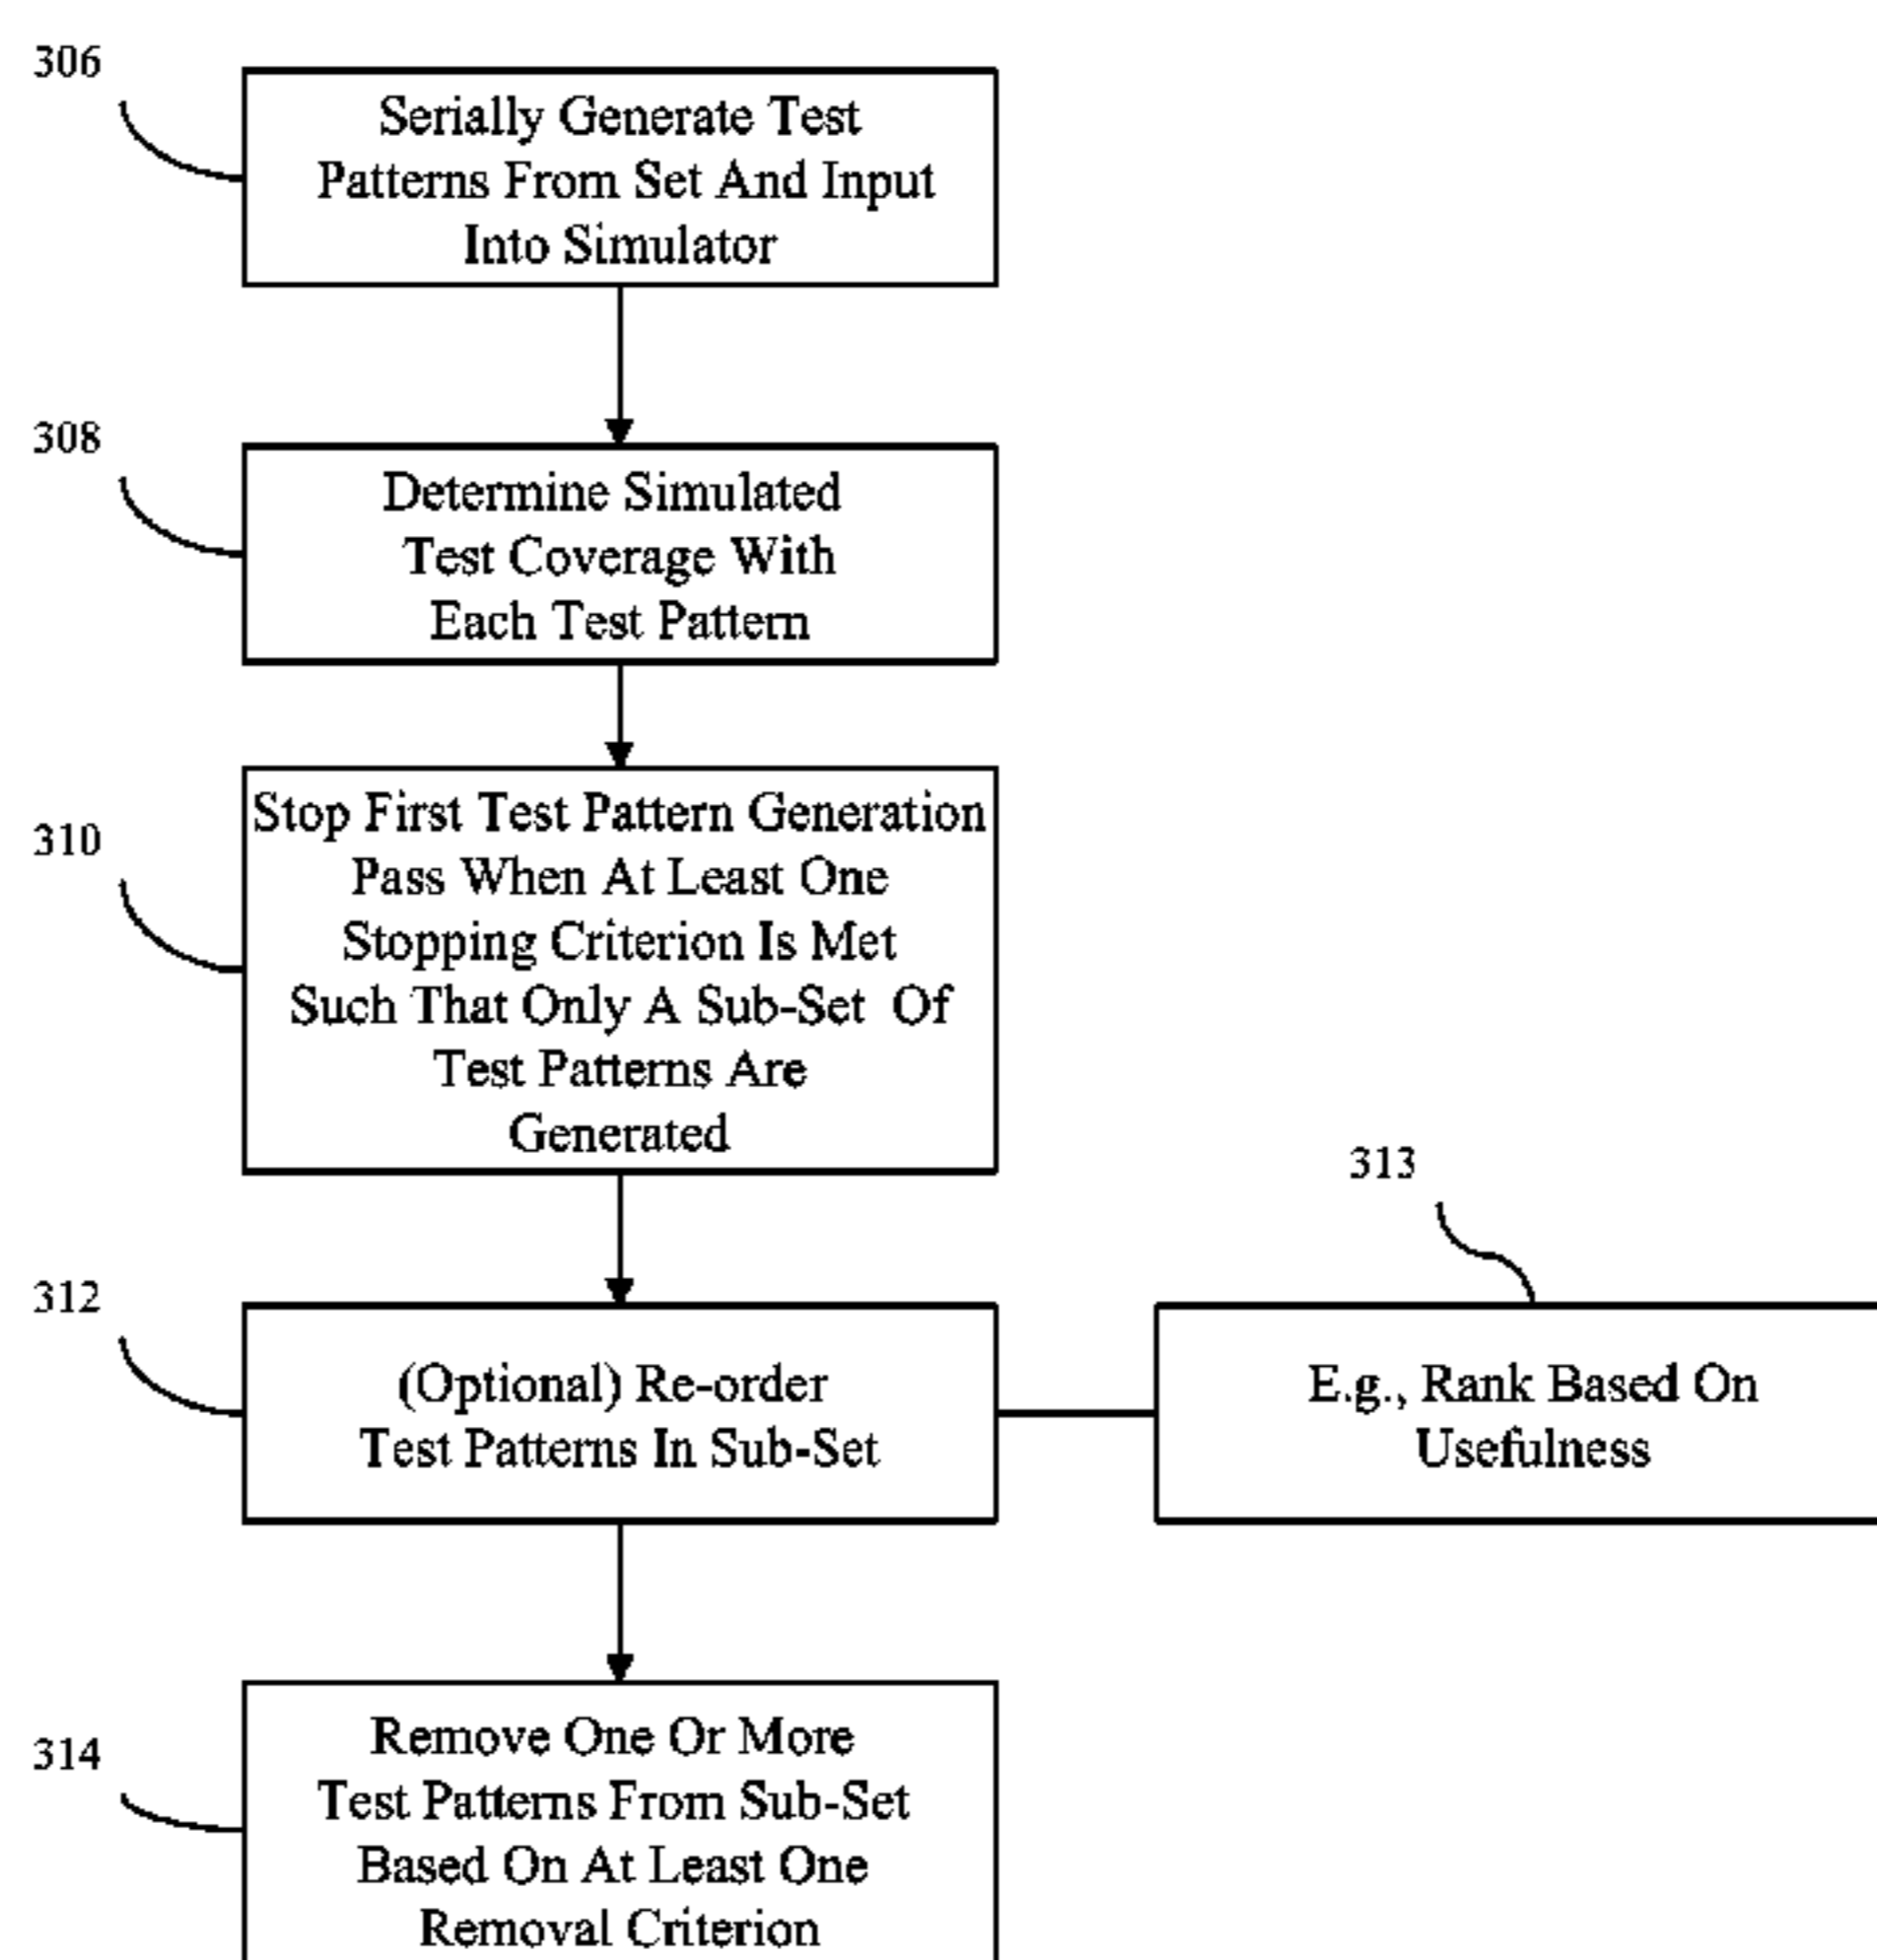 306
Serially Generate Test
Patterns From Set And Input
Into Simulator
308
Determine Simulated
Test Coverage With
Each Test Pattern
310
Stop First Test Pattern Generation
Pass When At Least One
Stopping Criterion Is Met
Such That Only A Sub-Set Of
Test Patterns Are
Generated
312
(Optional) Re-order
Test Patterns In Sub-Set
313
E.g., Rank Based On
Usefulness
314
Remove One Or More
Test Patterns From Sub-Set
Based On At Least One
Removal Criterion